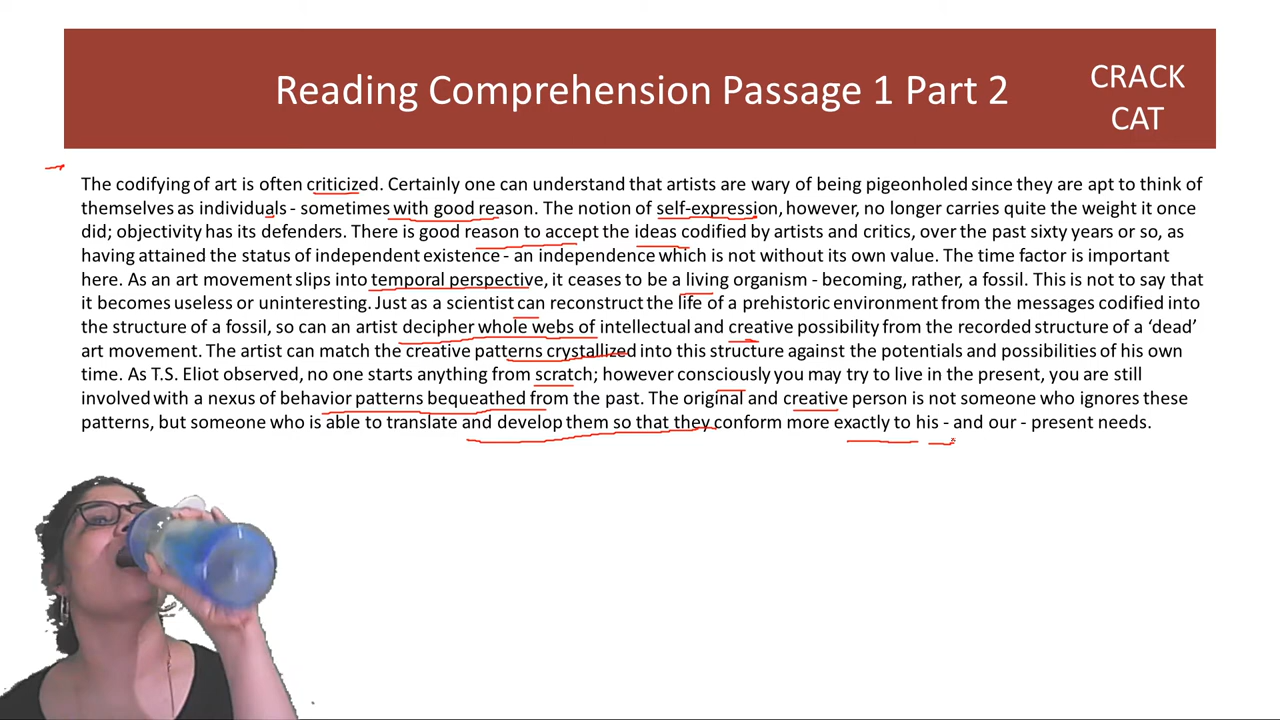 Reading Comprehension Passage 1 Part 2
CRACK
CAT
The codifying of art is often criticized. Certainly one can understand that artists are wary of being pigeonholed since they are apt to think of
themselves as individuals - sometimes with good reason. The notion of self-expression, however, no longer carries quite the weight it once
did; objectivity has its defenders. There is good reason to accept the ideas codified by artists and critics, over the past sixty years or so, as
having attained the status of independent existence - an independence which is not without its own value. The time factor is important
here. As an art movement slips into temporal perspective, it ceases to be a living organism - becoming, rather, a fossil. This is not to say that
it becomes useless or uninteresting. Just as a scientist can reconstruct the life of a prehistoric environment from the messages codified into
the structure of a fossil, so can an artist decipher whole webs of intellectual and creative possibility from the recorded structure of a ‘dead’
art movement. The artist can match the creative patterns crystallized into this structure against the potentials and possibilities of his own
time. As T.S. Eliot observed, no one starts anything from scratch; however consciously you may try to live in the present, you are still
involved with a nexus of behavior patterns bequeathed from the past. The original and creative person is not someone who ignores these
patterns, but someone who is able to translate and develop them so that they conform more exactly to his - and our - present needs.